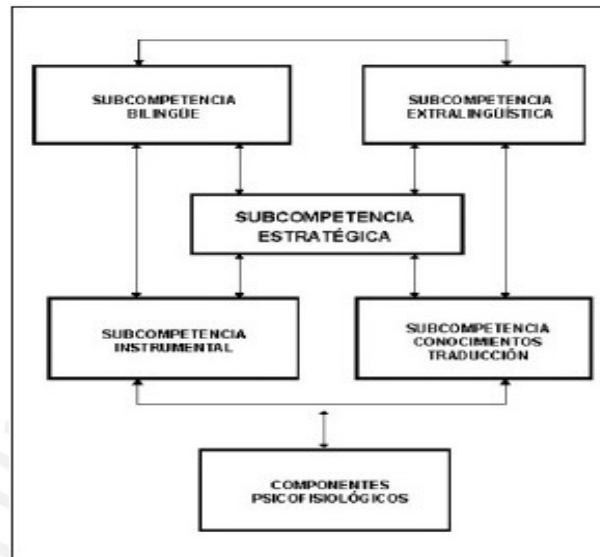 SUBCOMPETENCIA
BILINGÜE
SUBCOMPETENCIA
EXTRALINGÜÍSTICA
SUBCOMPETENCIA
ESTRATÉGICA
SUBCOMPETENCIA
INSTRUMENTAL
SUBCOMPETENCIA
CONOCIMIENTOS
TRADUCCIÓN
COMPONENTES
PSICOFISIOLÓGICOS